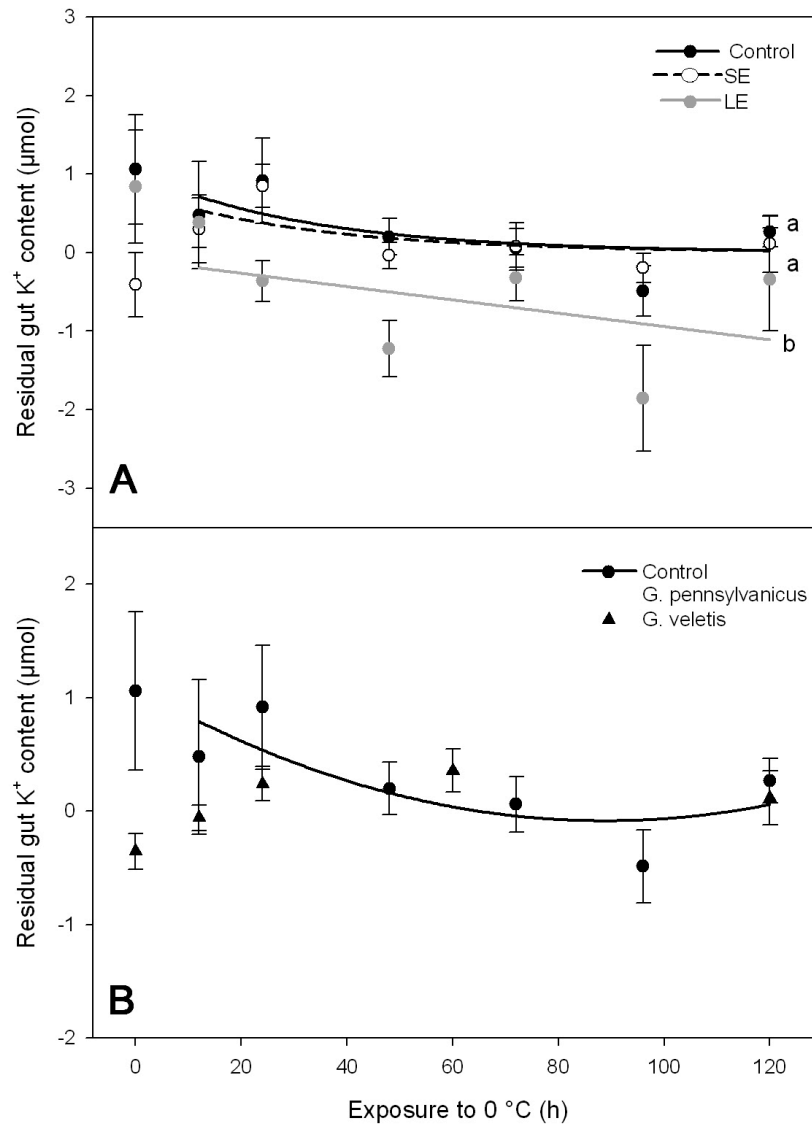 3
Control
SE
2
LE
1
a
0
a
-1
b
-2
-3
A
Residual gut K⁺ content (µmol)
2
Control
G. pennsylvanicus
G. veletis
1
0
-1
B
-2
Residual gut K⁺ content (µmol)
0 20 40 60 80 100 120
Exposure to 0 °C (h)